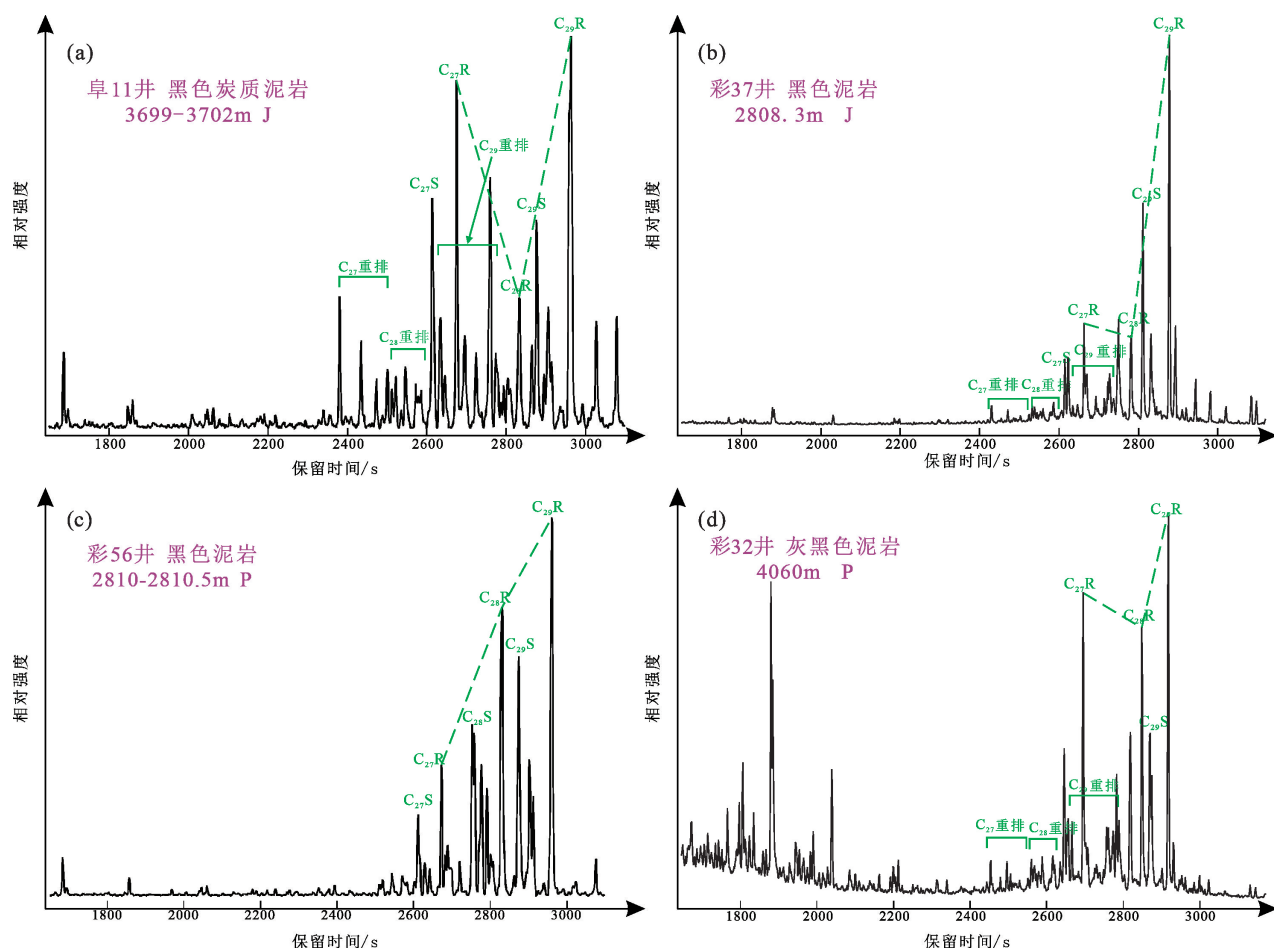 (a)
阜11井 黑色炭质泥岩
3699-3702m J
C₂₉R
C₂₇R
C₂₉重排
C₂₇S
C₂₉S
C₂₇重排
C₂₈R
C₂₈重排
相对强度
1800 2000 2200 2400 2600 2800 3000
保留时间/s
(b)
彩37井 黑色泥岩
2808.3m J
C₂₉R
C₂₉S
C₂₇R
C₂₈R
C₂₇S
C₂₉重排
C₂₇重排
C₂₈重排
相对强度
1800 2000 2200 2400 2600 2800 3000
保留时间/s
(c)
彩56井 黑色泥岩
2810-2810.5m P
C₂₉R
C₂₈R
C₂₉S
C₂₈S
C₂₇R
C₂₇S
相对强度
1800 2000 2200 2400 2600 2800 3000
保留时间/s
(d)
彩32井 灰黑色泥岩
4060m P
C₂₇R
C₂₈R
C₂₉S
C₂₉重排
C₂₇重排
C₂₈重排
相对强度
1800 2000 2200 2400 2600 2800 3000
保留时间/s